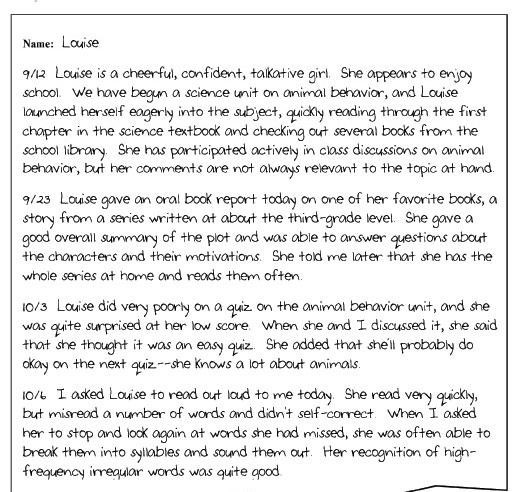 Name: Louise
9/12 Louise is a cheerful, confident, talkative girl. She appears to enjoy
school. We have begun a science unit on animal behavior, and Louise
launched herself eagerly into the subject, quickly reading through the first
chapter in the science textbook and checking out several books from the
school library. She has participated actively in class discussions on animal
behavior, but her comments are not always relevant to the topic at hand.
9/23 Louise gave an oral book report today on one of her favorite books, a
story from a series written at about the third-grade level. She gave a
good overall summary of the plot and was able to answer questions about
the characters and their motivations. She told me later that she has the
whole series at home and reads them often.
10/3 Louise did very poorly on a quiz on the animal behavior unit, and she
was quite surprised at her low score. When she and I discussed it, she said
that she thought it was an easy quiz. She added that she'll probably do
okay on the next quiz--she knows a lot about animals.
10/6 I asked Louise to read out loud to me today. She read very quickly,
but misread a number of words and didn't self-correct. When I asked
her to stop and look again at words she had missed, she was often able to
break them into syllables and sound them out. Her recognition of high-
frequency irregular words was quite good.